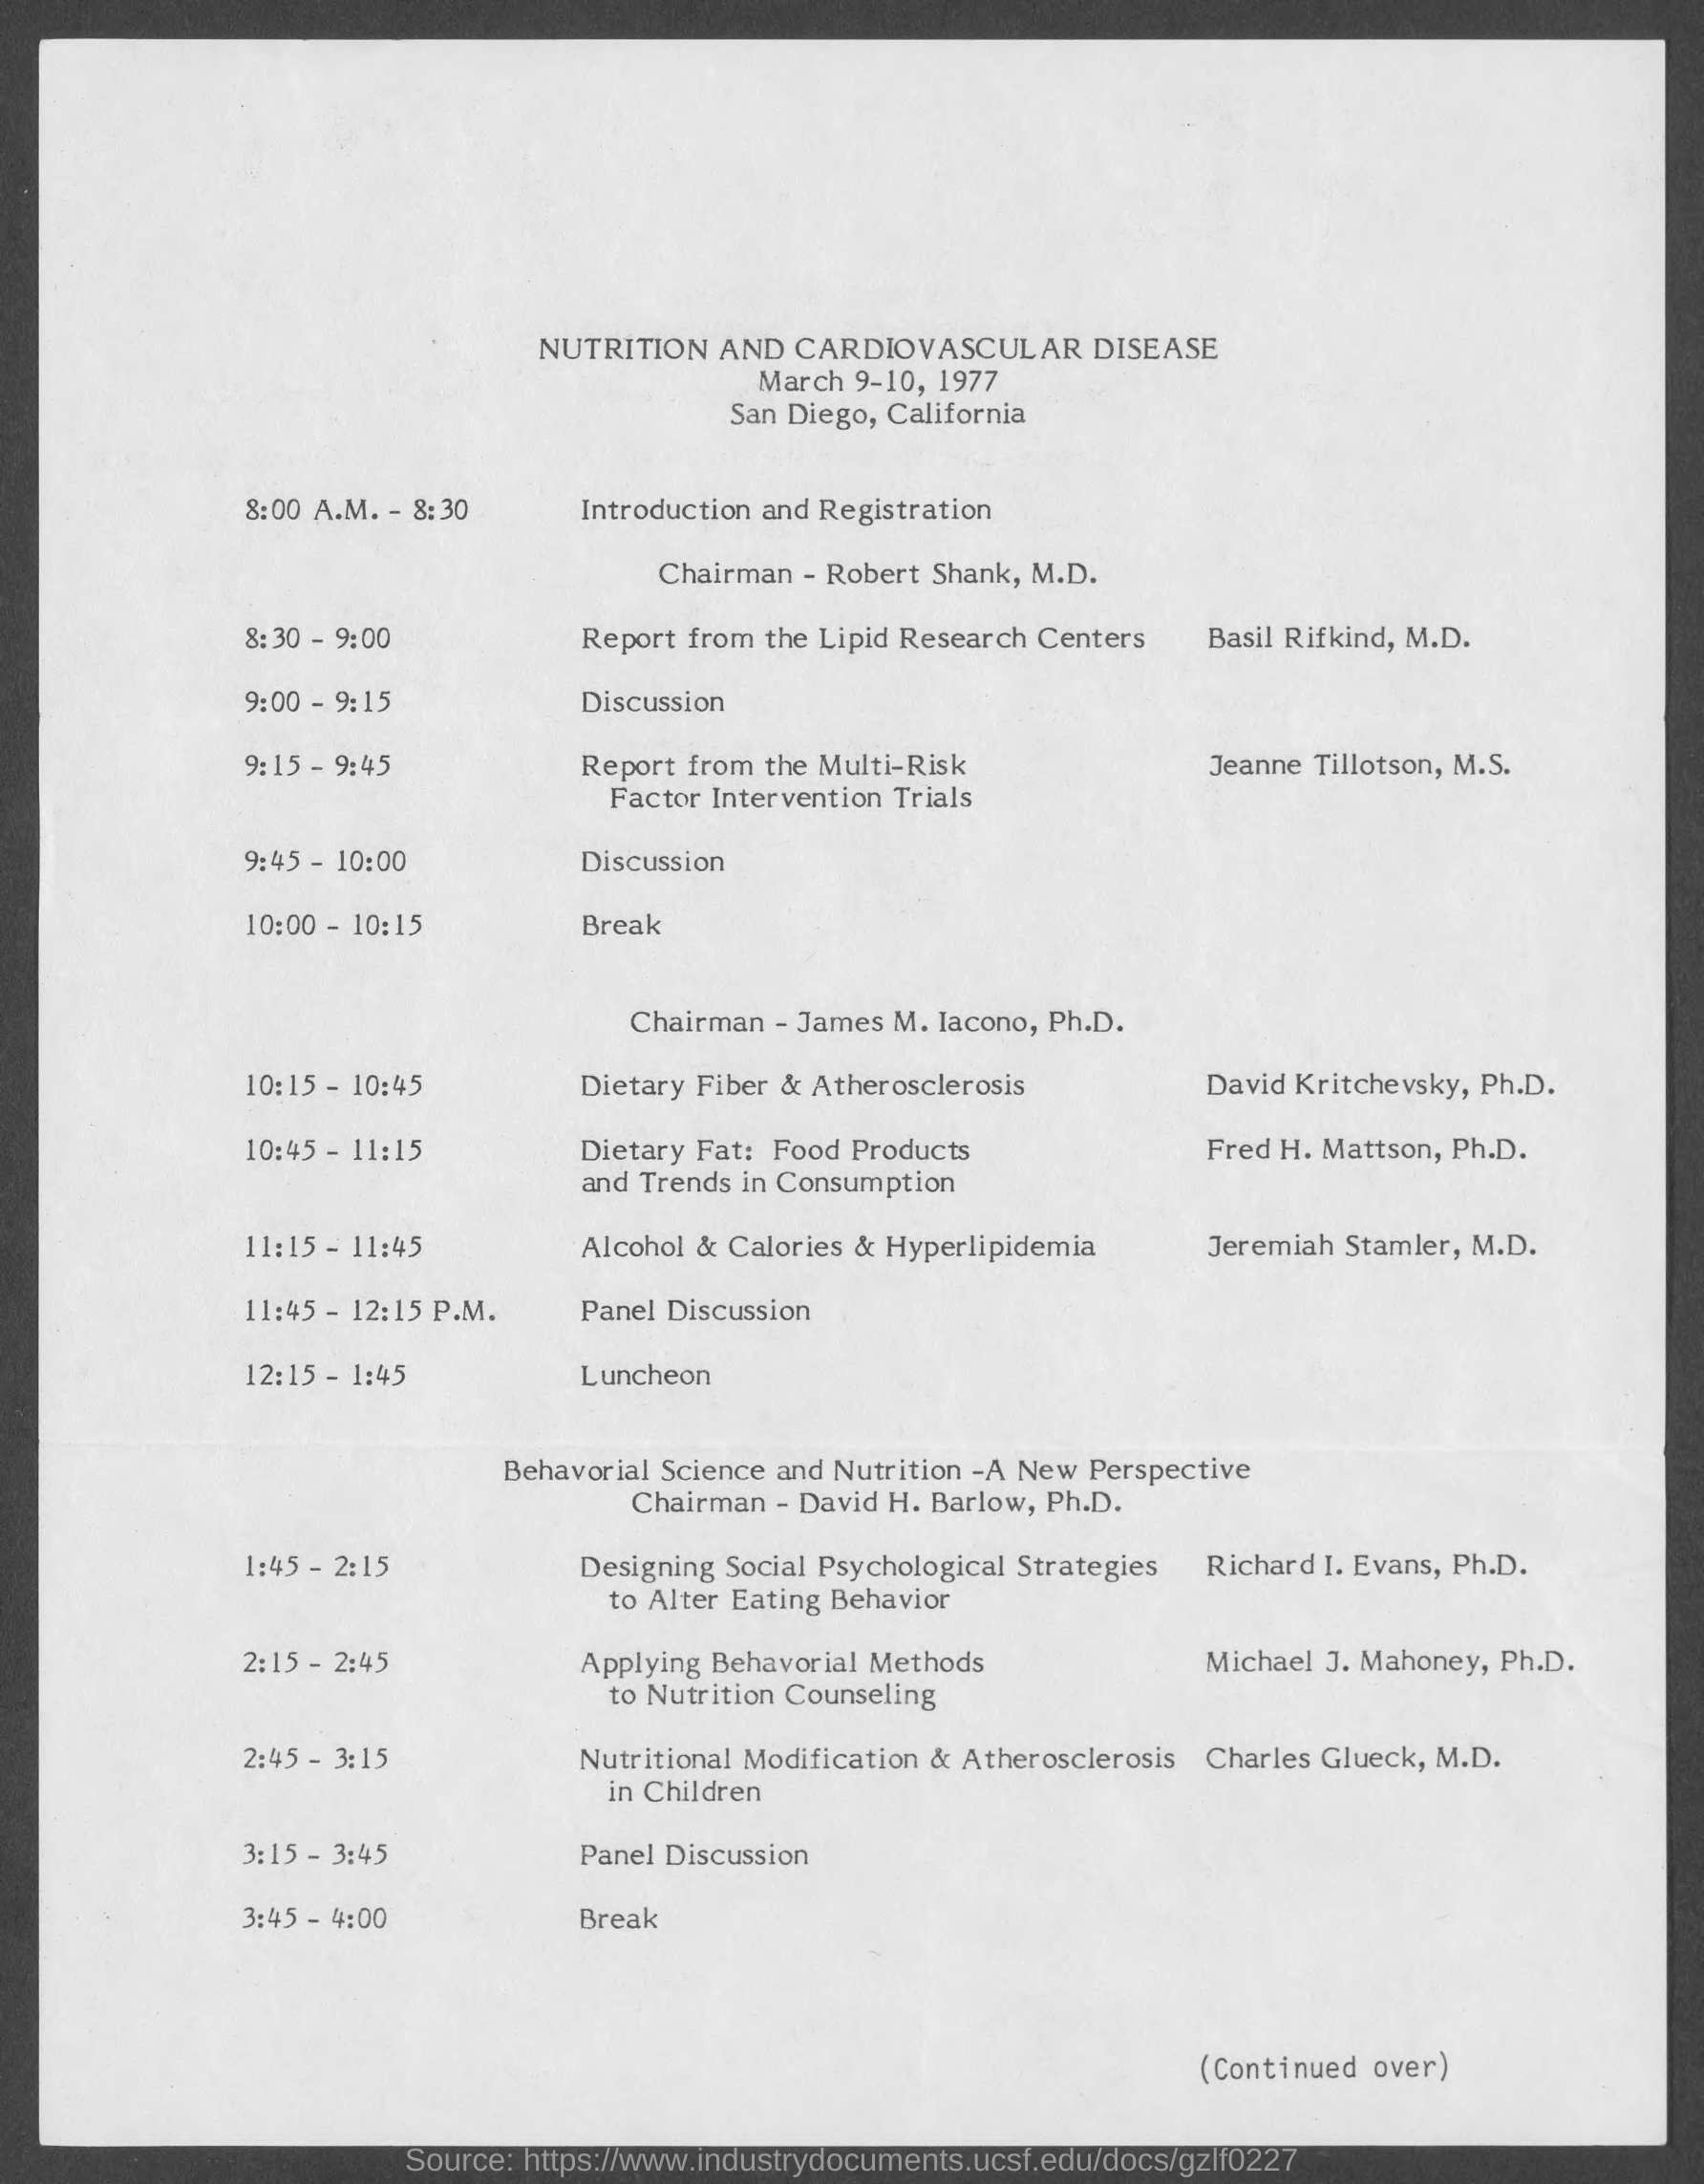 NUTRITION AND CARDIOVASCULAR DISEASE
March 9-10, 1977
San Diego, California
8:00 A.M. - 8:30 Introduction and Registration
Chairman - Robert Shank, M.D.
8:30 - 9:00 Report from the Lipid Research Centers Basil Rifkind, M.D.
9:00 - 9:15 Discussion
9:15 - 9:45 Report from the Multi-Risk Jeanne Tillotson, M.S.
Factor Intervention Trials
9:45 - 10:00 Discussion
10:00 - 10:15 Break
Chairman - James M. Iacono, Ph.D.
10:15 - 10:45 Dietary Fiber & Atherosclerosis David Kritchevsky, Ph.D.
10:45 - 11:15 Dietary Fat: Food Products Fred H. Mattson, Ph.D.
and Trends in Consumption
11:15 - 11:45 Alcohol & Calories & Hyperlipidemia Jeremiah Stamler, M.D.
11:45 - 12:15 P.M. Panel Discussion
12:15 - 1:45 Luncheon
Behavorial Science and Nutrition -A New Perspective
Chairman - David H. Barlow, Ph.D.
1:45 - 2:15 Designing Social Psychological Strategies Richard I. Evans, Ph.D.
to Alter Eating Behavior
2:15 - 2:45 Applying Behavorial Methods Michael J. Mahoney, Ph.D.
to Nutrition Counseling
2:45 - 3:15 Nutritional Modification & Atherosclerosis Charles Glueck, M.D.
in Children
3:15 - 3:45 Panel Discussion
3:45 - 4:00 Break
(Continued over)
Source: https://www.industrydocuments.ucsf.edu/docs/gzlf0227